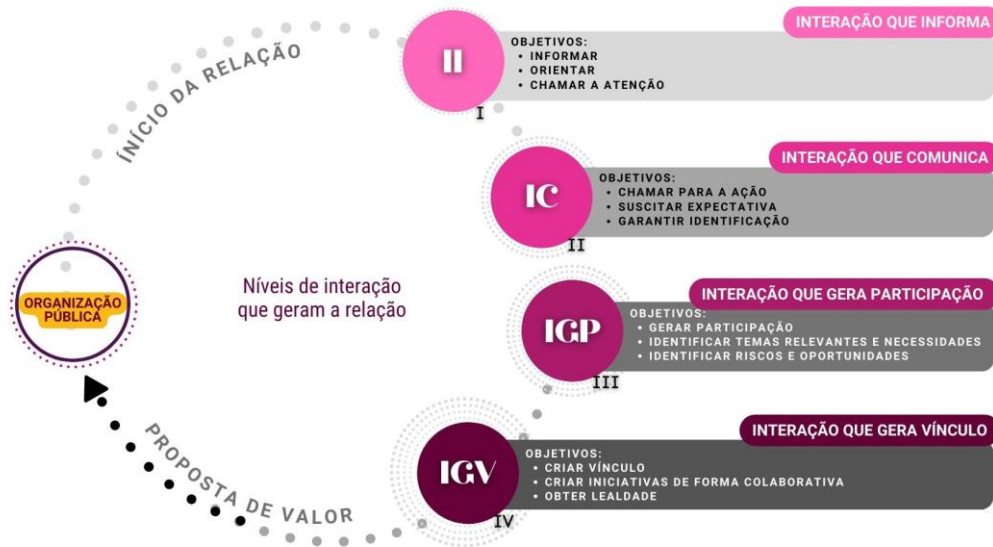 ÍNÍCIO DA RELAÇÃO
ORGANIZAÇÃO
PÚBLICA
Níveis de interação
que geram a relação
PROPOSTA DE VALOR
II
I
INTERAÇÃO QUE INFORMA
OBJETIVOS:
• INFORMAR
• ORIENTAR
• CHAMAR A ATENÇÃO
IC
II
INTERAÇÃO QUE COMUNICA
OBJETIVOS:
• CHAMAR PARA A AÇÃO
• SUSCITAR EXPECTATIVA
• GARANTIR IDENTIFICAÇÃO
IGP
III
INTERAÇÃO QUE GERA PARTICIPAÇÃO
OBJETIVOS:
• GERAR PARTICIPAÇÃO
• IDENTIFICAR TEMAS RELEVANTES E NECESSIDADES
• IDENTIFICAR RISCOS E OPORTUNIDADES
IGV
IV
INTERAÇÃO QUE GERA VÍNCULO
OBJETIVOS:
• CRIAR VÍNCULO
• CRIAR INICIATIVAS DE FORMA COLABORATIVA
• OBTER LEALDADE